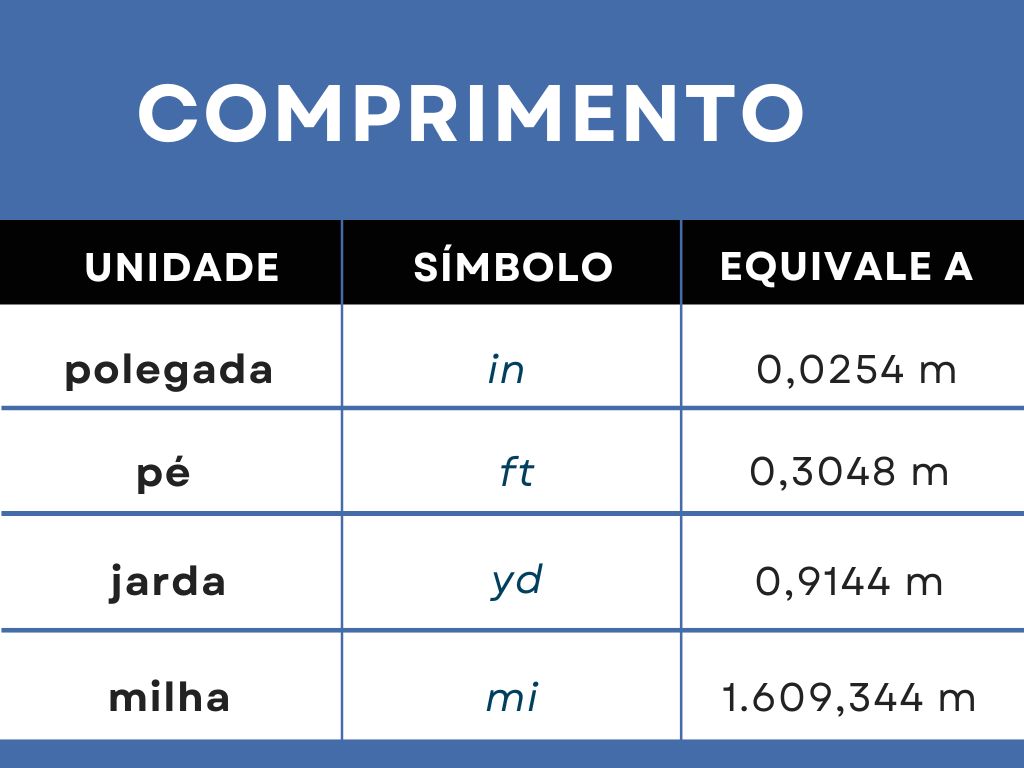 COMPRIMENTO
UNIDADE SÍMBOLO EQUIVALE A
polegada in 0,0254 m
pé ft 0,3048 m
jarda yd 0,9144 m
milha mi 1.609,344 m